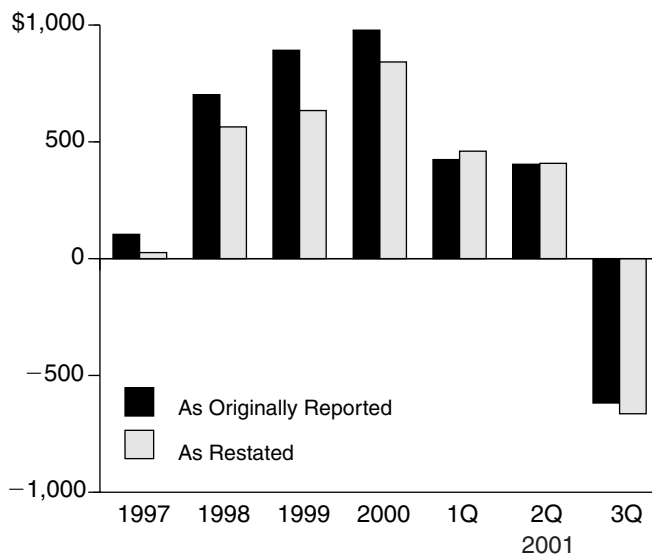 $1,000
500
0
−500
−1,000
As Originally Reported
As Restated
1997 1998 1999 2000 1Q 2Q 3Q
2001